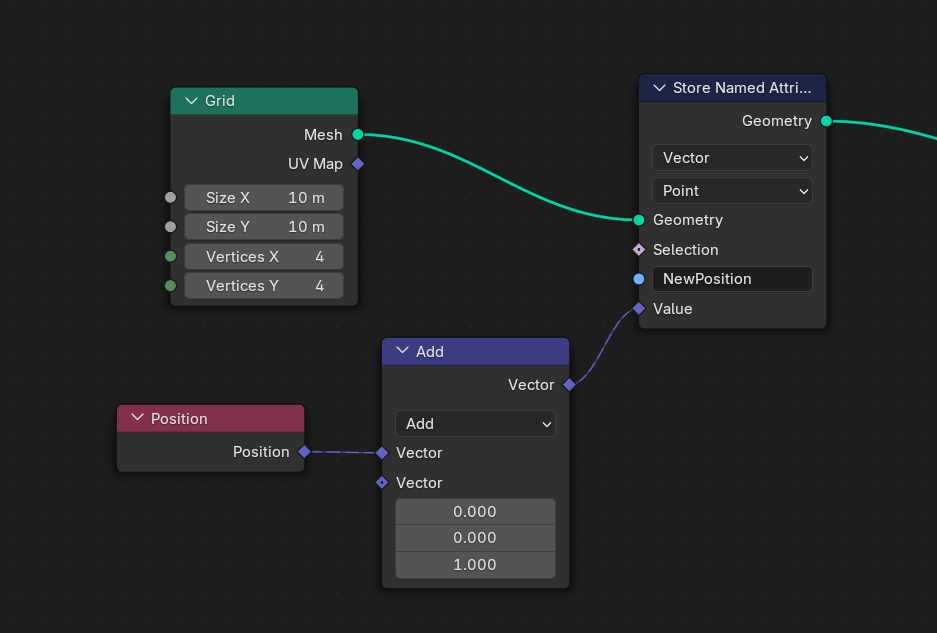 Grid
Mesh
UV Map
Size X 10 m
Size Y 10 m
Vertices X 4
Vertices Y 4
Store Named Attri...
Geometry
Vector
Point
Geometry
Selection
NewPosition
Value
Add
Vector
Add
Vector
Vector
0.000
0.000
1.000
Position
Position